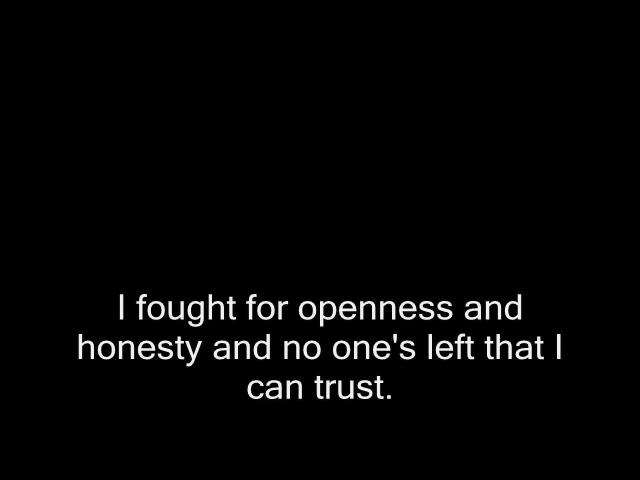 I fought for openness and
honesty and no one's left that I
can trust.